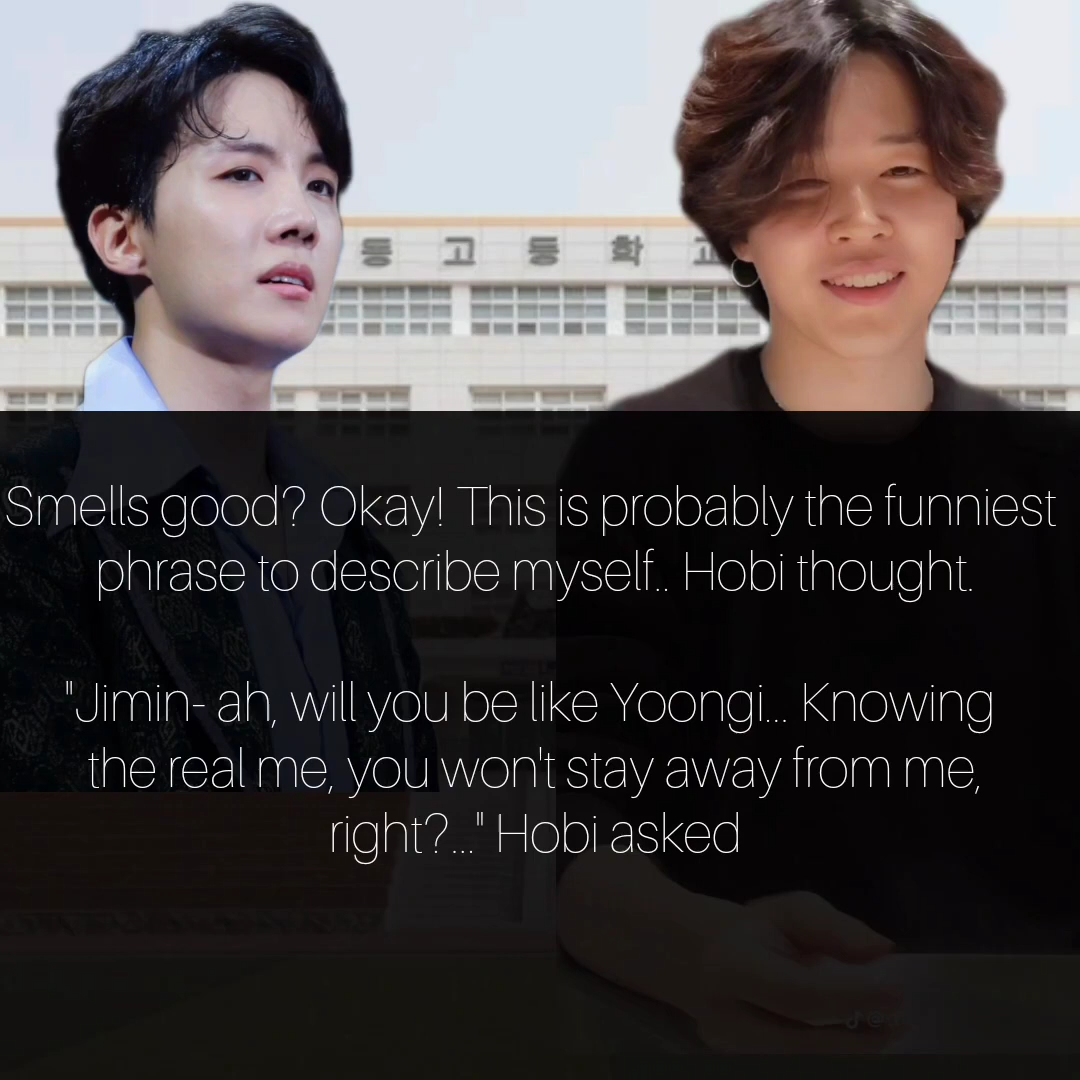 등고등학교
Smells good? Okay! This is probably the funniest
phrase to describe myself.. Hobi thought.
"Jimin- ah, will you be like Yoongi... Knowing
the real me, you won't stay away from me,
right?..." Hobi asked